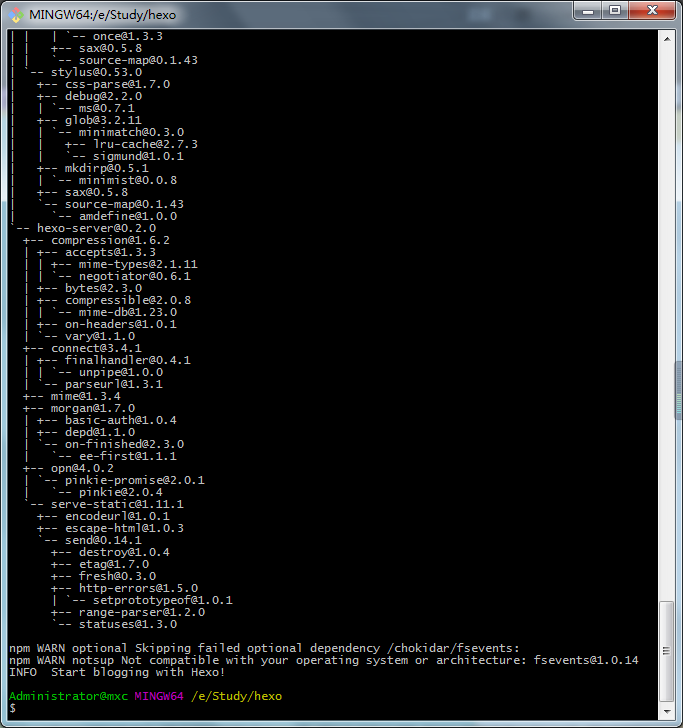 MINGW64:/e/Study/hexo
| |   | `-- once@1.3.3
| |   +-- sax@0.5.8
| |   `-- source-map@0.1.43
| `-- stylus@0.53.0
|   +-- css-parse@1.7.0
|   +-- debug@2.2.0
|   | `-- ms@0.7.1
|   +-- glob@3.2.11
|   | `-- minimatch@0.3.0
|   |   +-- lru-cache@2.7.3
|   |   `-- sigmund@1.0.1
|   +-- mkdirp@0.5.1
|   | `-- minimist@0.0.8
|   +-- sax@0.5.8
|   `-- source-map@0.1.43
|     `-- amdefine@1.0.0
`-- hexo-server@0.2.0
  +-- compression@1.6.2
  | +-- accepts@1.3.3
  | | +-- mime-types@2.1.11
  | | `-- negotiator@0.6.1
  | +-- bytes@2.3.0
  | +-- compressible@2.0.8
  | | `-- mime-db@1.23.0
  | +-- on-headers@1.0.1
  | `-- vary@1.1.0
  +-- connect@3.4.1
  | +-- finalhandler@0.4.1
  | | `-- unpipe@1.0.0
  | `-- parseurl@1.3.1
  +-- mime@1.3.4
  +-- morgan@1.7.0
  | +-- basic-auth@1.0.4
  | +-- depd@1.1.0
  | `-- on-finished@2.3.0
  |   `-- ee-first@1.1.1
  +-- opn@4.0.2
  | `-- pinkie-promise@2.0.1
  |   `-- pinkie@2.0.4
  `-- serve-static@1.11.1
    +-- encodeurl@1.0.1
    +-- escape-html@1.0.3
    `-- send@0.14.1
      +-- destroy@1.0.4
      +-- etag@1.7.0
      +-- fresh@0.3.0
      +-- http-errors@1.5.0
      | `-- setprototypeof@1.0.1
      +-- range-parser@1.2.0
      `-- statuses@1.3.0
npm WARN optional Skipping failed optional dependency /chokidar/fsevents:
npm WARN notsup Not compatible with your operating system or architecture: fsevents@1.0.14
INFO  Start blogging with Hexo!
Administrator@mxc MINGW64 /e/Study/hexo
$